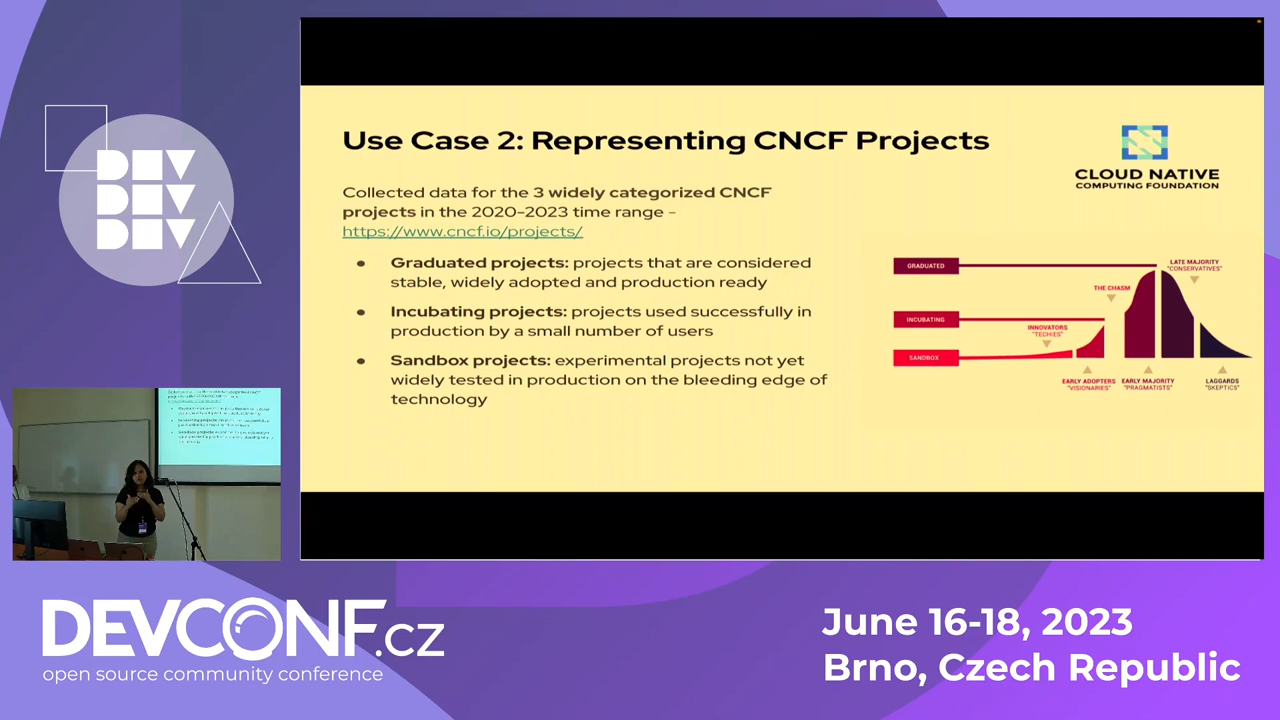 DEV
DEV
DEV
Use Case 2: Representing CNCF Projects
CLOUD NATIVE
COMPUTING FOUNDATION
Collected data for the 3 widely categorized CNCF
projects in the 2020-2023 time range -
https://www.cncf.io/projects/
● Graduated projects: projects that are considered
stable, widely adopted and production ready
● Incubating projects: projects used successfully in
production by a small number of users
● Sandbox projects: experimental projects not yet
widely tested in production on the bleeding edge of
technology
GRADUATED
LATE MAJORITY
"CONSERVATIVES"
THE CHASM
INCUBATING
INNOVATORS
"TECHIES"
SANDBOX
EARLY ADOPTERS
"VISIONARIES"
EARLY MAJORITY
"PRAGMATISTS"
LAGGARDS
"SKEPTICS"
DEVCONF.cz
open source community conference
June 16-18, 2023
Brno, Czech Republic